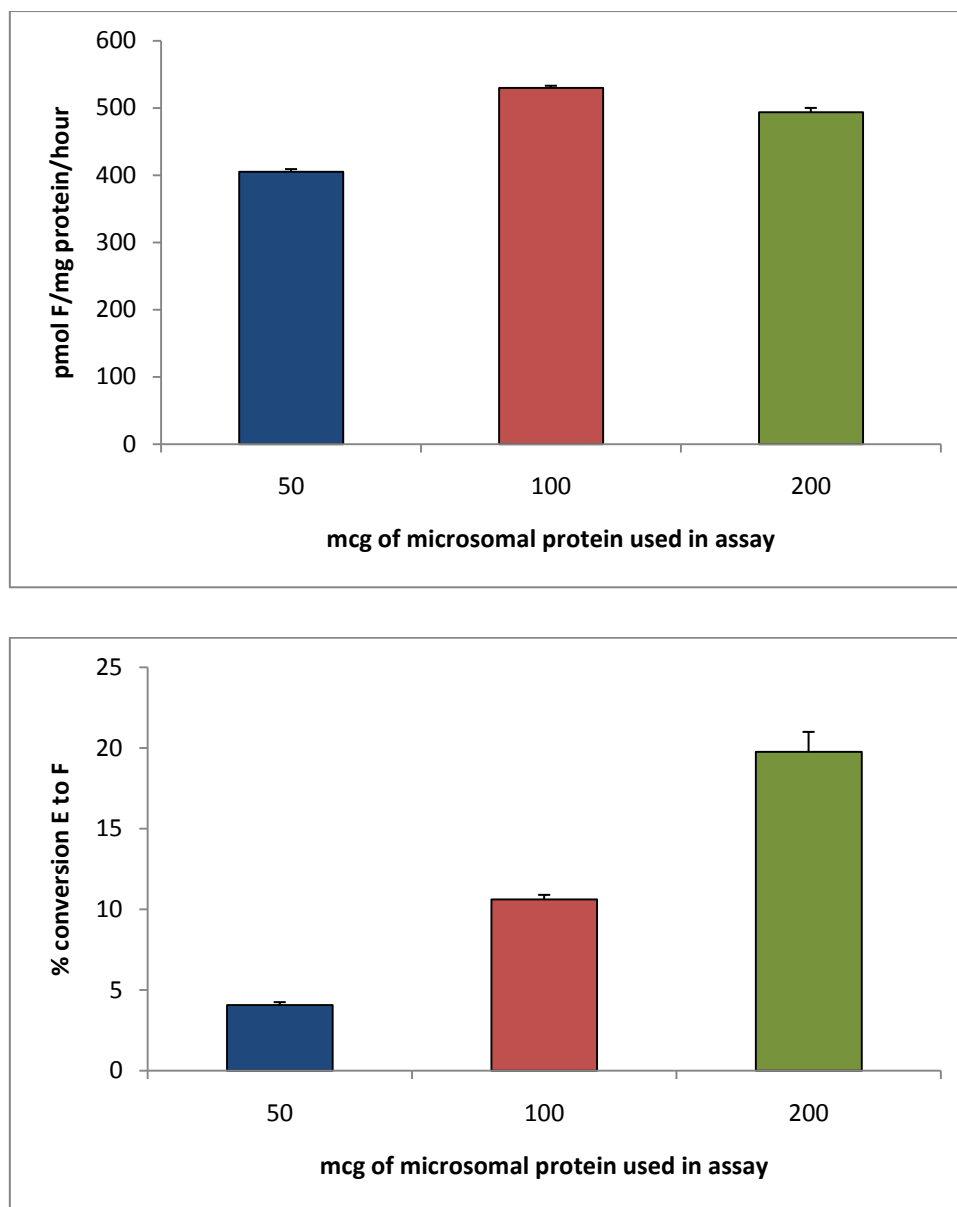 600
500
400
300
200
100
0
pmol F/mg protein/hour
50 100 200
mcg of microsomal protein used in assay
25
20
15
10
5
0
% conversion E to F
50 100 200
mcg of microsomal protein used in assay